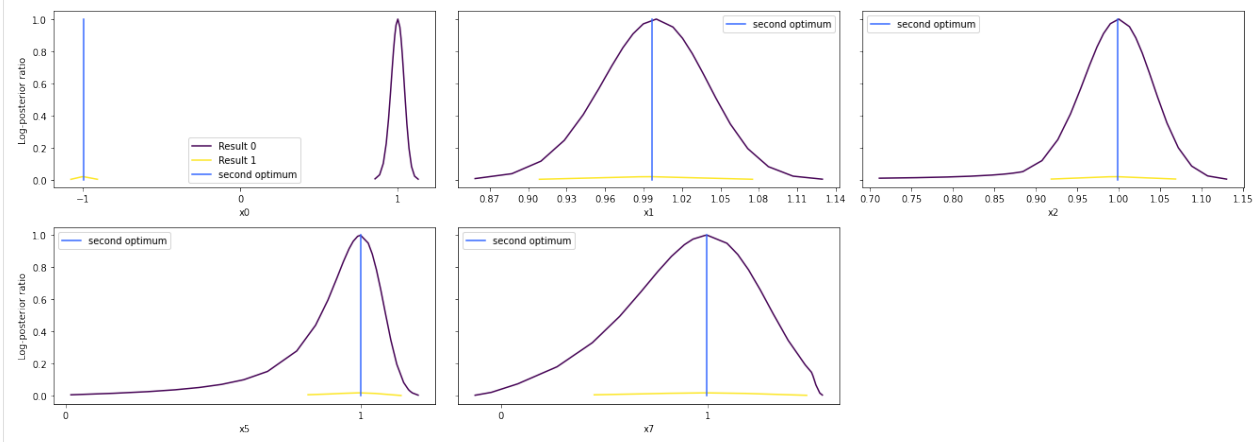 Log-posterior ratio
1.0
0.8
0.6
0.4
0.2
0.0
Result 0
Result 1
second optimum
−1 0 1
x0
second optimum
0.87 0.90 0.93 0.96 0.99 1.02 1.05 1.08 1.11 1.14
x1
second optimum
0.70 0.75 0.80 0.85 0.90 0.95 1.00 1.05 1.10 1.15
x2
Log-posterior ratio
1.0
0.8
0.6
0.4
0.2
0.0
second optimum
0 1
x5
second optimum
0 1
x7